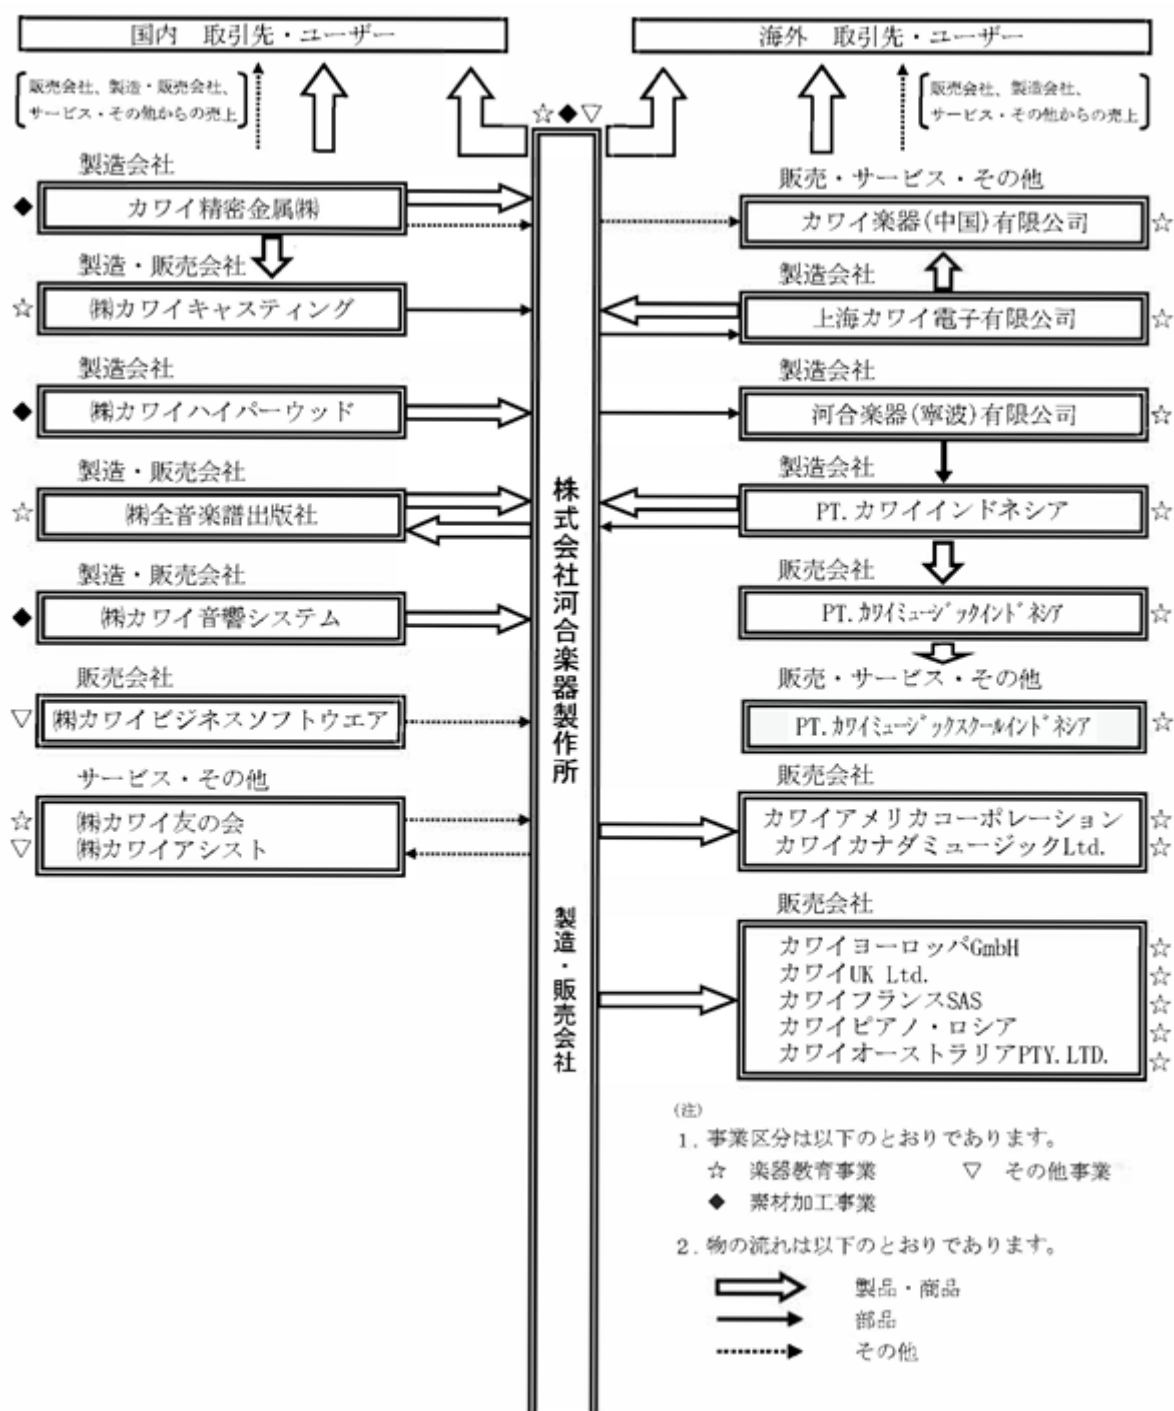 国内 取引先・ユーザー
海外 取引先・ユーザー
販売会社、製造・販売会社、
サービス・その他からの売上
販売会社、製造会社、
サービス・その他からの売上
☆◆▽
製造会社
◆ カワイ精密金属㈱
製造・販売会社
☆ ㈱カワイキャスティング
製造会社
◆ ㈱カワイハイパーウッド
製造・販売会社
☆ ㈱全音楽譜出版社
製造・販売会社
◆ ㈱カワイ音響システム
販売会社
▽ ㈱カワイビジネスソフトウエア
サービス・その他
☆ ㈱カワイ友の会
▽ ㈱カワイアシスト
株式会社河合楽器製作所
製造・販売会社
販売・サービス・その他
カワイ楽器(中国)有限公司 ☆
製造会社
上海カワイ電子有限公司 ☆
製造会社
河合楽器(寧波)有限公司 ☆
製造会社
PT.カワイインドネシア ☆
販売会社
PT.カワイミュージックインドネシア ☆
販売・サービス・その他
PT.カワイミュージックスクールインドネシア ☆
販売会社
カワイアメリカコーポレーション ☆
カワイカナダミュージックLtd. ☆
販売会社
カワイヨーロッパGmbH ☆
カワイUK Ltd. ☆
カワイフランスSAS ☆
カワイピアノ・ロシア ☆
カワイオーストラリアPTY.LTD. ☆
(注)
1.事業区分は以下のとおりであります。
☆ 楽器教育事業 ▽ その他事業
◆ 素材加工事業
2.物の流れは以下のとおりであります。
製品・商品
部品
その他